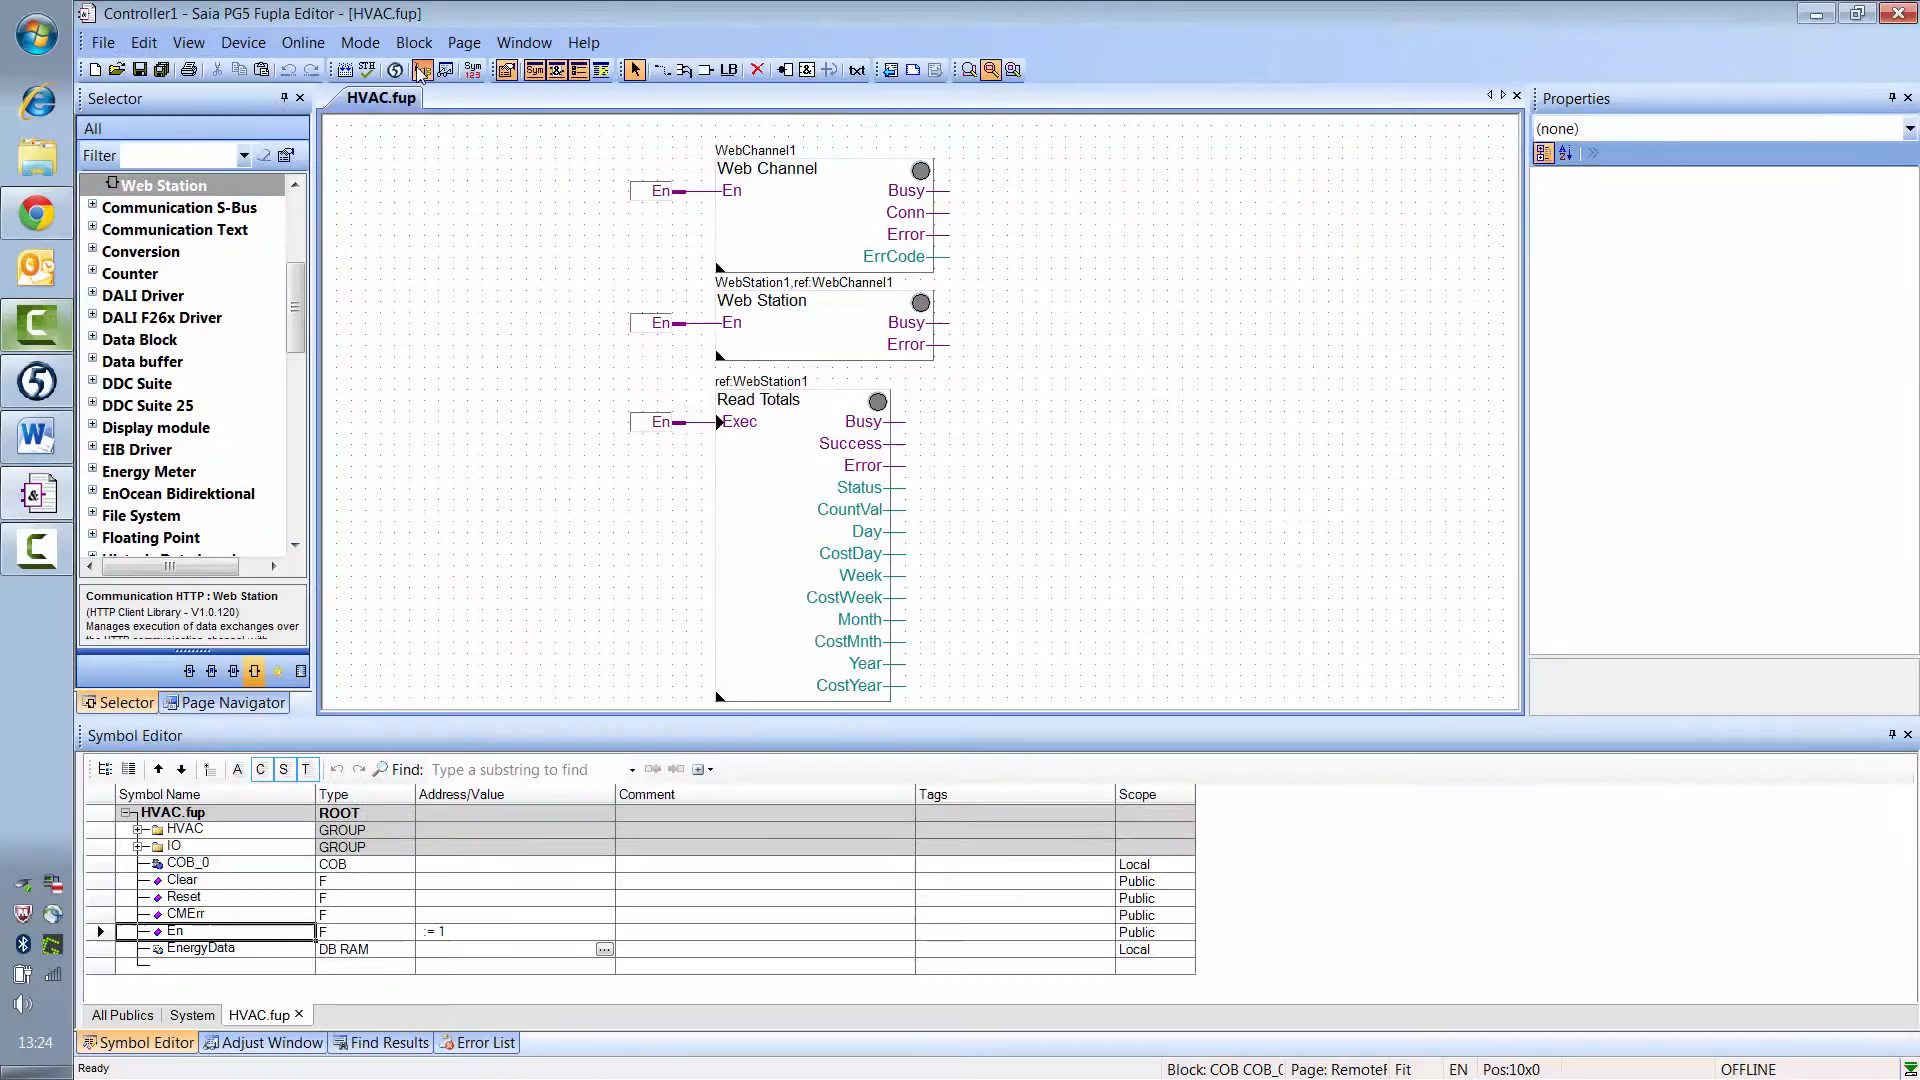 Controller1 - Saia PG5 Fupla Editor - [HVAC.fup]
File Edit View Device Online Mode Block Page Window Help
STH Sym 123 Sym LB txt
Selector
HVAC.fup
Properties
All
(none)
Filter
Web Station
Communication S-Bus
Communication Text
Conversion
Counter
DALI Driver
DALI F26x Driver
Data Block
Data buffer
DDC Suite
DDC Suite 25
Display module
EIB Driver
Energy Meter
EnOcean Bidirektional
File System
Floating Point
Communication HTTP : Web Station
(HTTP Client Library - V1.0.120)
Manages execution of data exchanges over
Selector Page Navigator
WebChannel1
Web Channel
En En Busy
Conn
Error
ErrCode
WebStation1,ref:WebChannel1
Web Station
En En Busy
Error
ref:WebStation1
Read Totals
En Exec Busy
Success
Error
Status
CountVal
Day
CostDay
Week
CostWeek
Month
CostMnth
Year
CostYear
Symbol Editor
A C S T Find: Type a substring to find
Symbol Name Type Address/Value Comment Tags Scope
HVAC.fup ROOT
HVAC GROUP
IO GROUP
COB_0 COB Local
Clear F Public
Reset F Public
CMErr F Public
En F := 1 Public
EnergyData DB RAM ... Local
All Publics System HVAC.fup
Symbol Editor Adjust Window Find Results Error List
13:24
Ready Block: COB COB_0 Page: RemoteF Fit EN Pos:10x0 OFFLINE